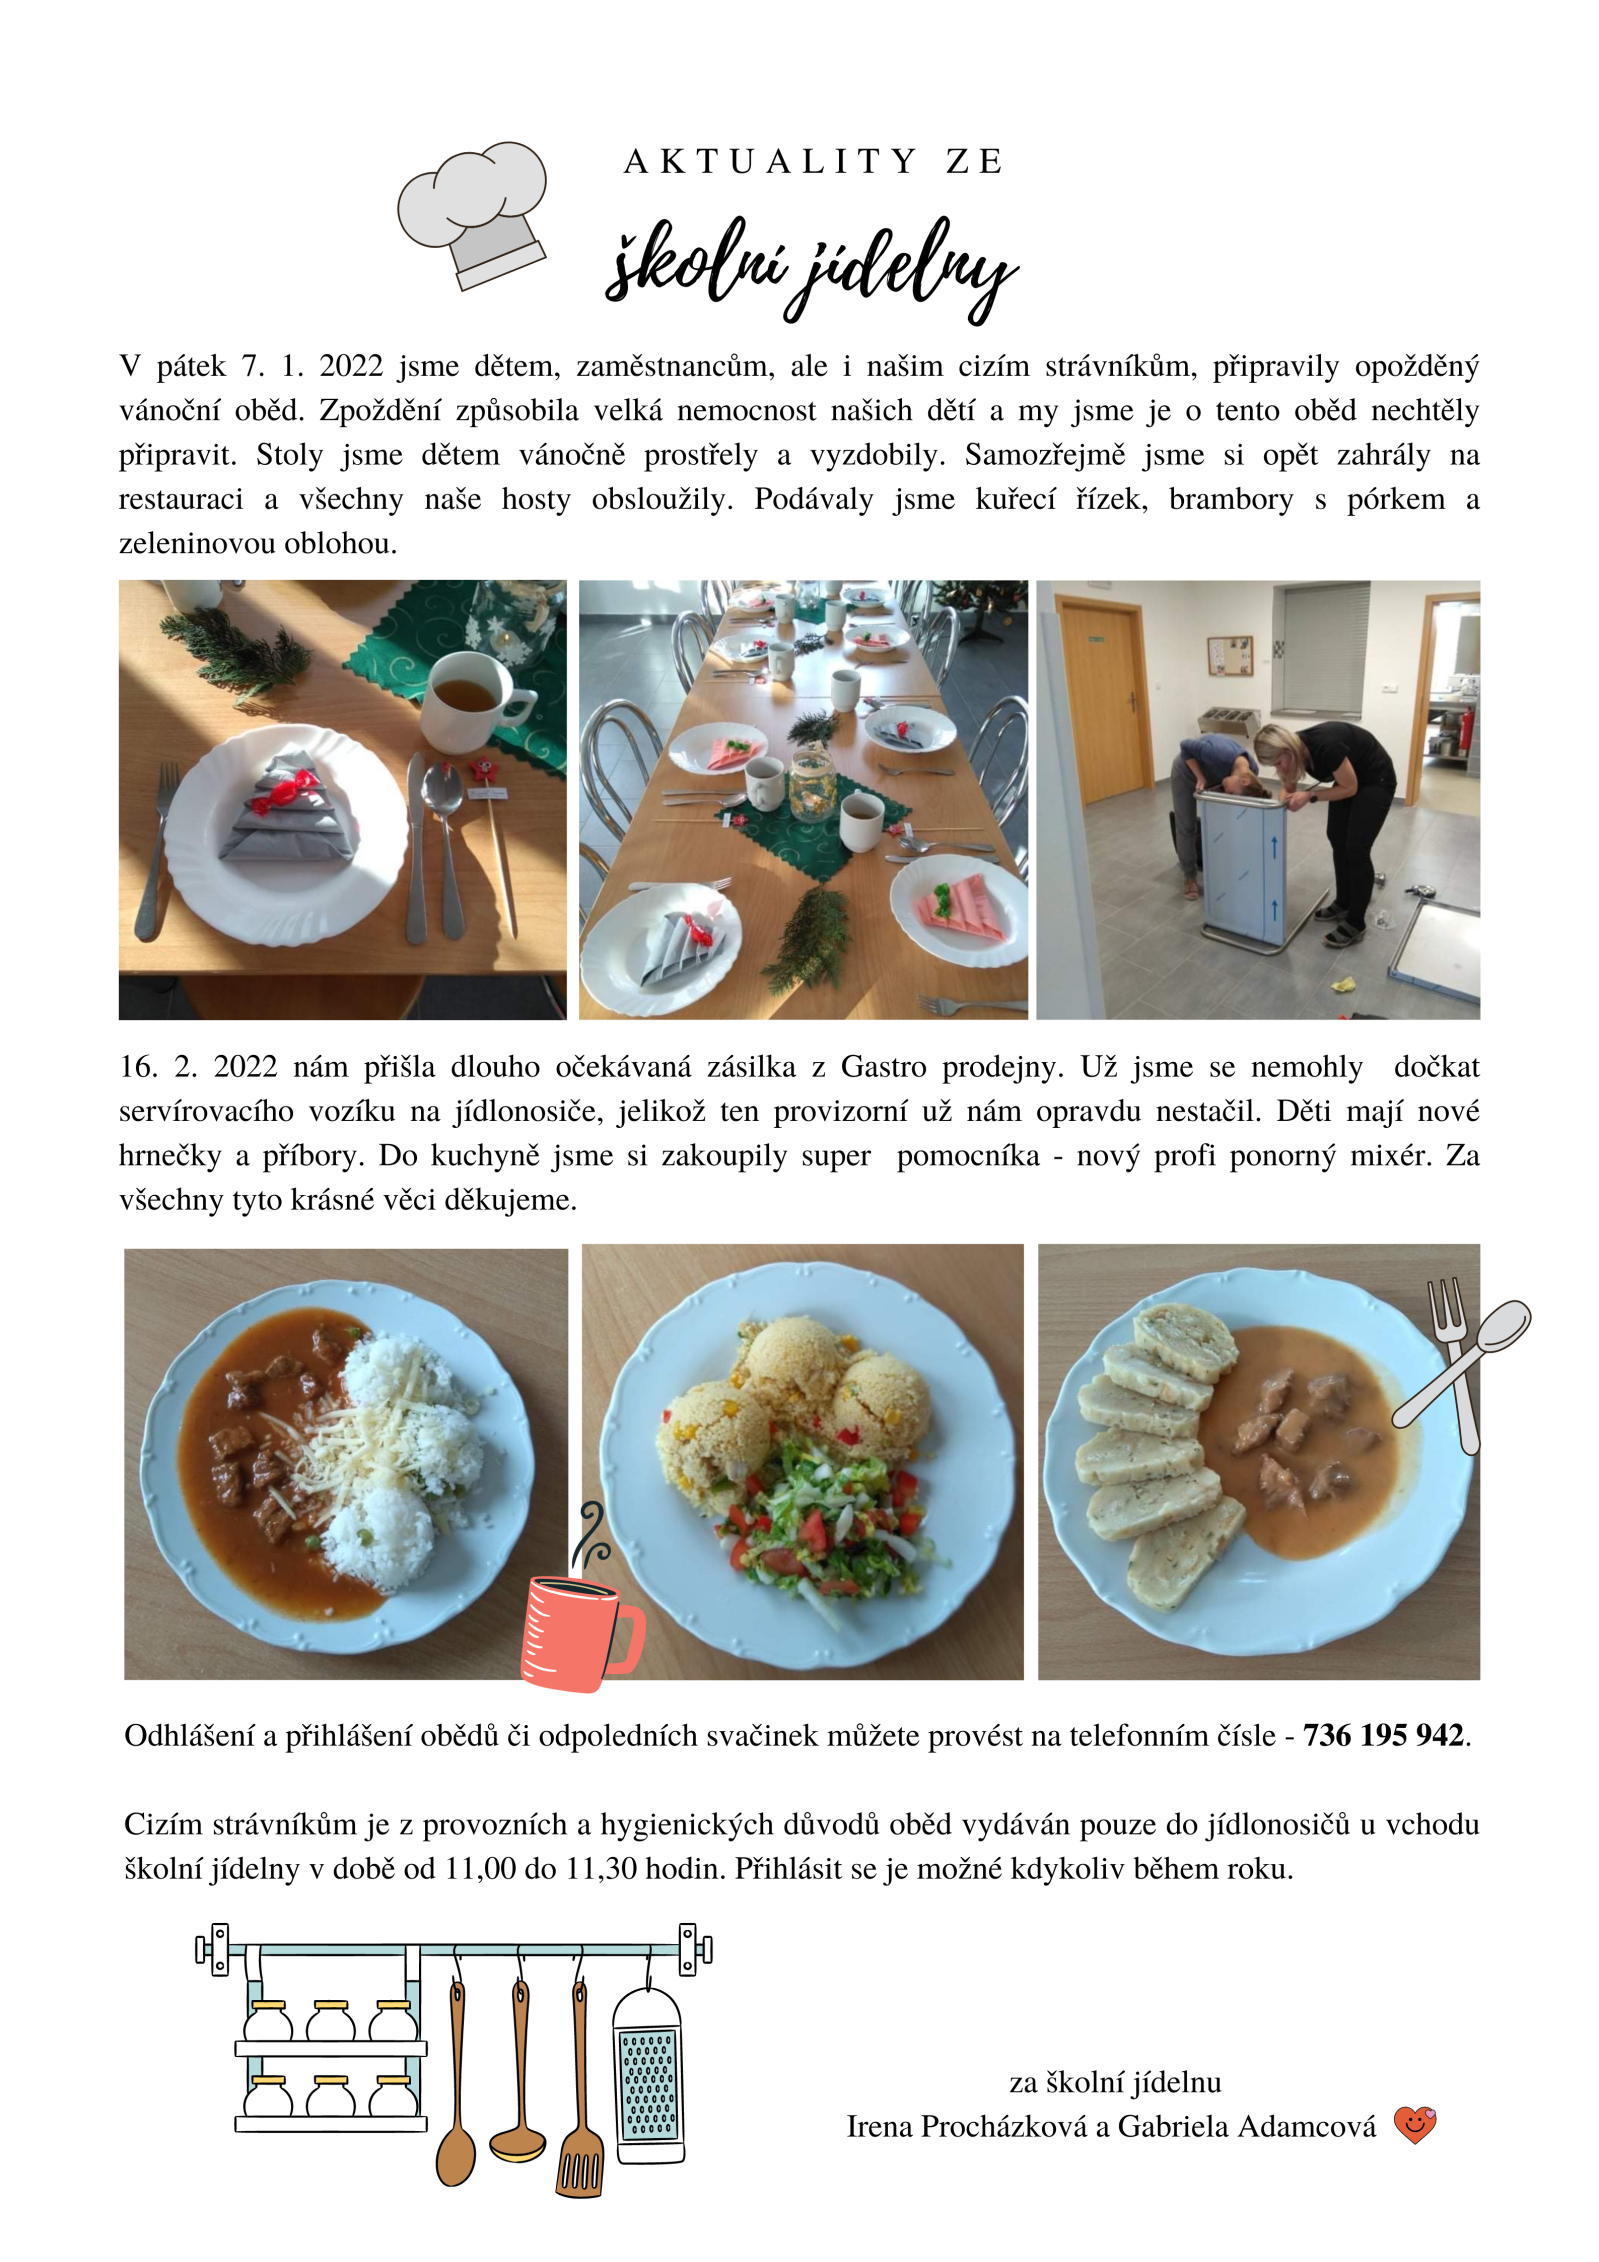 AKTUALITY ZE
školní jídelny
V pátek 7. 1. 2022 jsme dětem, zaměstnancům, ale i našim cizím strávníkům, připravily opožděný
vánoční oběd. Zpoždění způsobila velká nemocnost našich dětí a my jsme je o tento oběd nechtěly
připravit. Stoly jsme dětem vánočně prostřely a vyzdobily. Samozřejmě jsme si opět zahrály na
restauraci a všechny naše hosty obsloužily. Podávaly jsme kuřecí řízek, brambory s pórkem a
zeleninovou oblohou.
16. 2. 2022 nám přišla dlouho očekávaná zásilka z Gastro prodejny. Už jsme se nemohly dočkat
servírovacího vozíku na jídlonosiče, jelikož ten provizorní už nám opravdu nestačil. Děti mají nové
hrnečky a příbory. Do kuchyně jsme si zakoupily super pomocníka - nový profi ponorný mixér. Za
všechny tyto krásné věci děkujeme.
Odhlášení a přihlášení obědů či odpoledních svačinek můžete provést na telefonním čísle - 736 195 942.
Cizím strávníkům je z provozních a hygienických důvodů oběd vydáván pouze do jídlonosičů u vchodu
školní jídelny v době od 11,00 do 11,30 hodin. Přihlásit se je možné kdykoliv během roku.
za školní jídelnu
Irena Procházková a Gabriela Adamcová